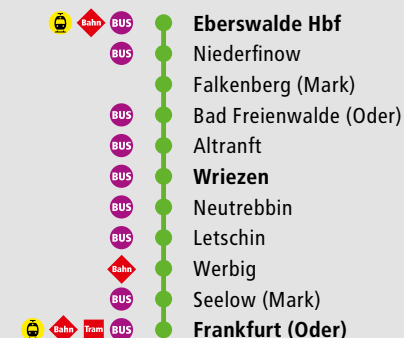 Bahn BUS Eberswalde Hbf
BUS Niederfinow
Falkenberg (Mark)
BUS Bad Freienwalde (Oder)
BUS Altranft
BUS Wriezen
BUS Neutrebbin
BUS Letschin
Bahn Werbig
BUS Seelow (Mark)
Bahn Tram BUS Frankfurt (Oder)